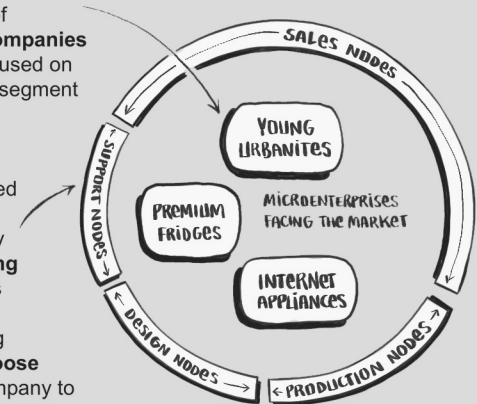 of
ompanies
used on
segment
ed
y
ng
s
g
oose
mpany to
SALES NODES
SUPPORT NODES
YOUNG
URBANITES
PREMIUM
FRIDGES
MICROENTERPRISES
FACING THE MARKET
INTERNET
APPLIANCES
DESIGN NODES
PRODUCTION NODES